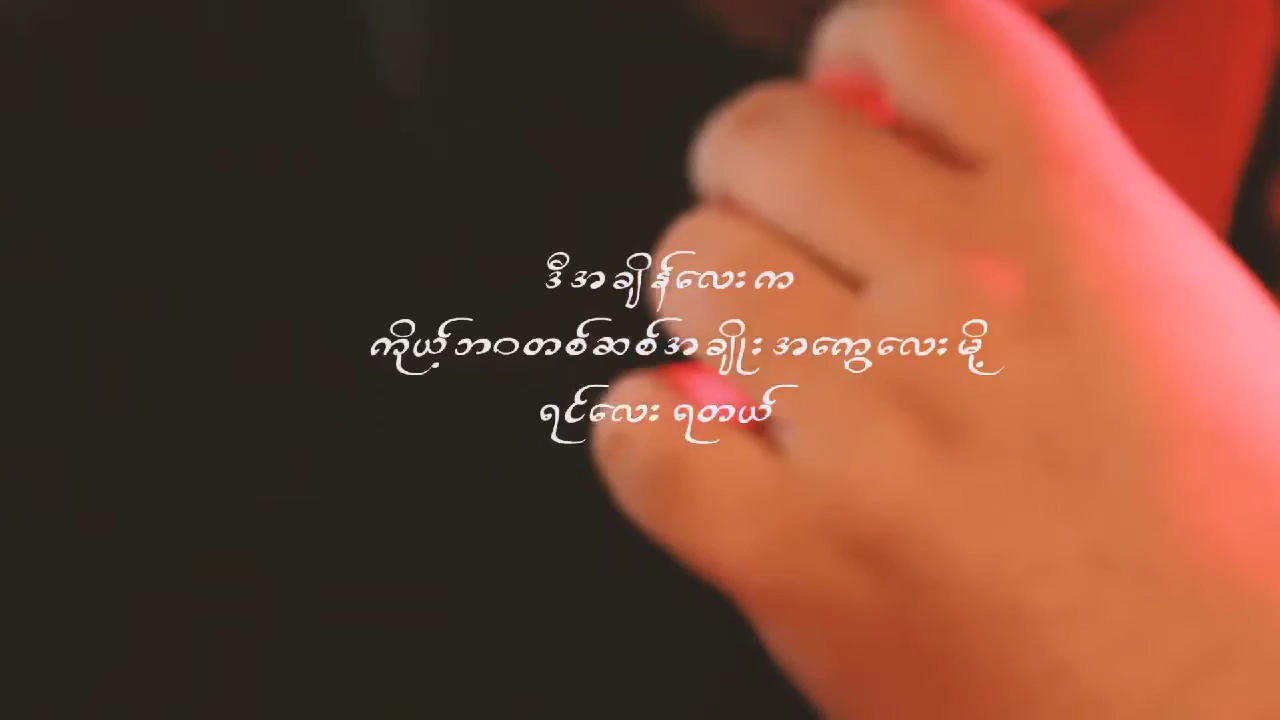 ဒီအချိန်လေးက
ကိုယ့်ဘဝတစ်ဆစ်အချိုးအကွေ့လေးမို့
ရင်လေး ရတယ်